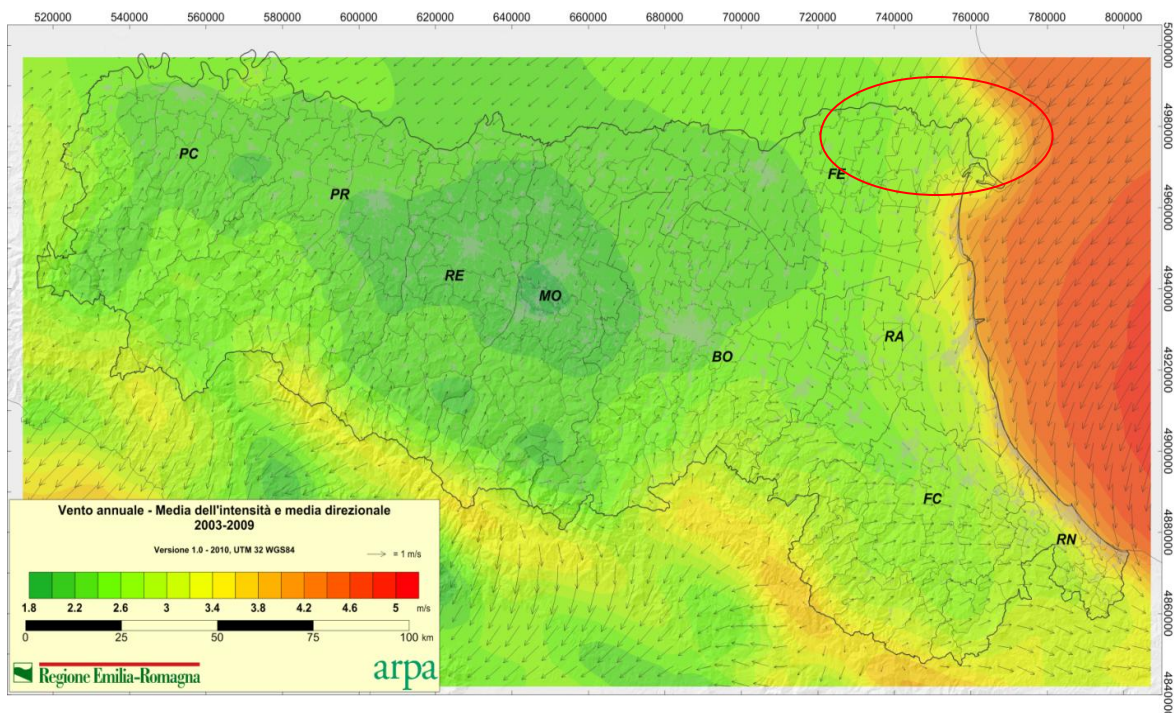 520000 540000 560000 580000 600000 620000 640000 660000 680000 700000 720000 740000 760000 780000 800000
5000000
4980000
4960000
4940000
4920000
4900000
4880000
4860000
4840000
PC
FE
PR
RE
MO
RA
BO
FC
RN
Vento annuale - Media dell'intensità e media direzionale
2003-2009
Versione 1.0 - 2010, UTM 32 WGS84
= 1 m/s
1.8 2.2 2.6 3 3.4 3.8 4.2 4.6 5 m/s
0 25 50 75 100 km
Regione Emilia-Romagna
arpa